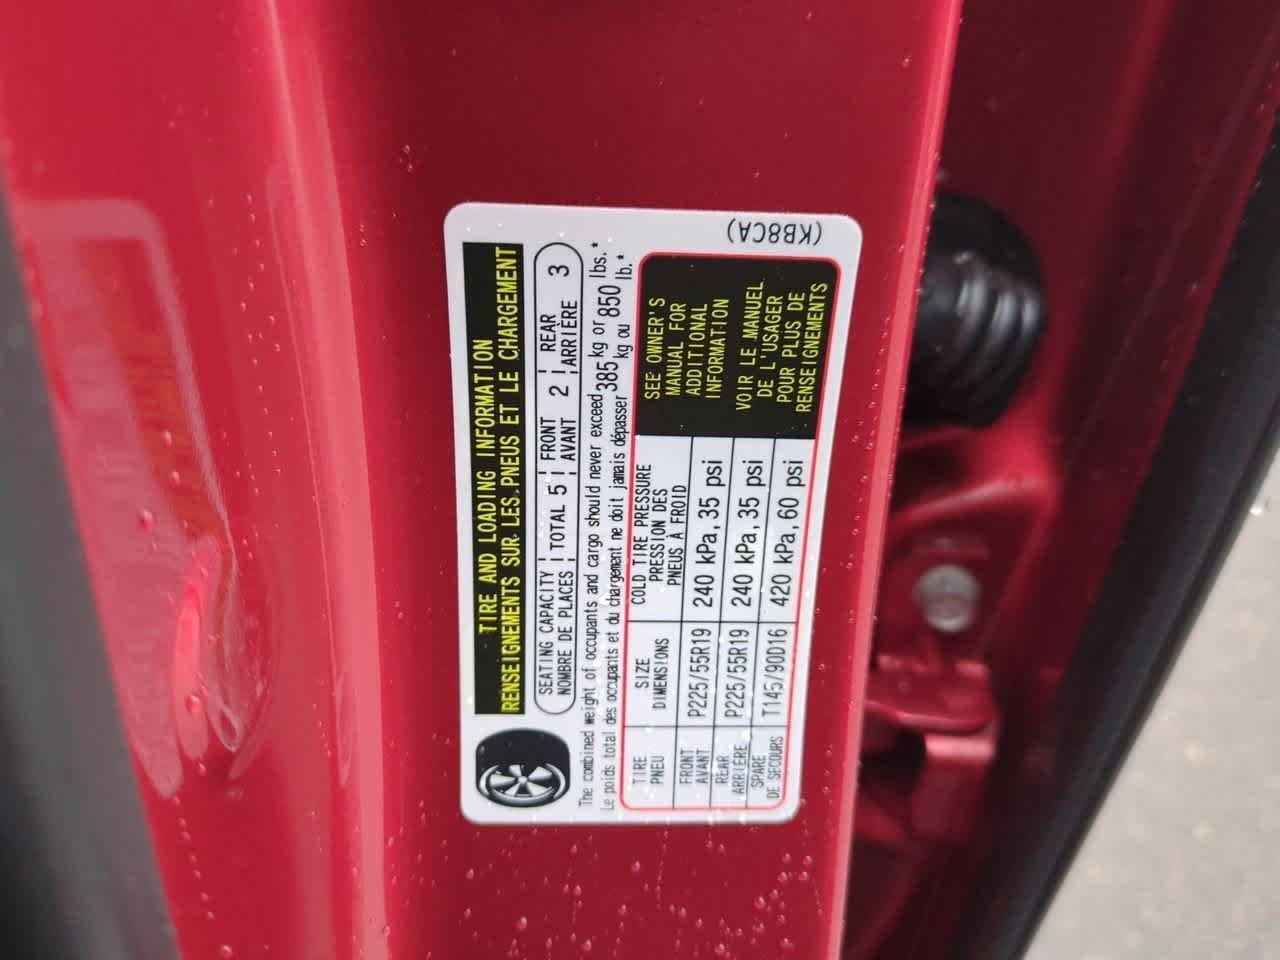 TIRE AND LOADING INFORMATION
RENSEIGNEMENTS SUR LES PNEUS ET LE CHARGEMENT
SEATING CAPACITY TOTAL 5 FRONT 2 REAR 3
NOMBRE DE PLACES AVANT ARRIÈRE
The combined weight of occupants and cargo should never exceed 385 kg or 850 lbs.*
Le poids total des occupants et du chargement ne doit jamais dépasser kg ou lb.*
TIRE SIZE COLD TIRE PRESSURE
PNEU DIMENSIONS PRESSION DES
PNEUS À FROID
FRONT
AVANT P225/55R19 240 kPa, 35 psi
REAR
ARRIÈRE P225/55R19 240 kPa, 35 psi
SPARE
DE SECOURS T145/90D16 420 kPa, 60 psi
SEE OWNER'S
MANUAL FOR
ADDITIONAL
INFORMATION
VOIR LE MANUEL
DE L'USAGER
POUR PLUS DE
RENSEIGNEMENTS
(KB8CA)